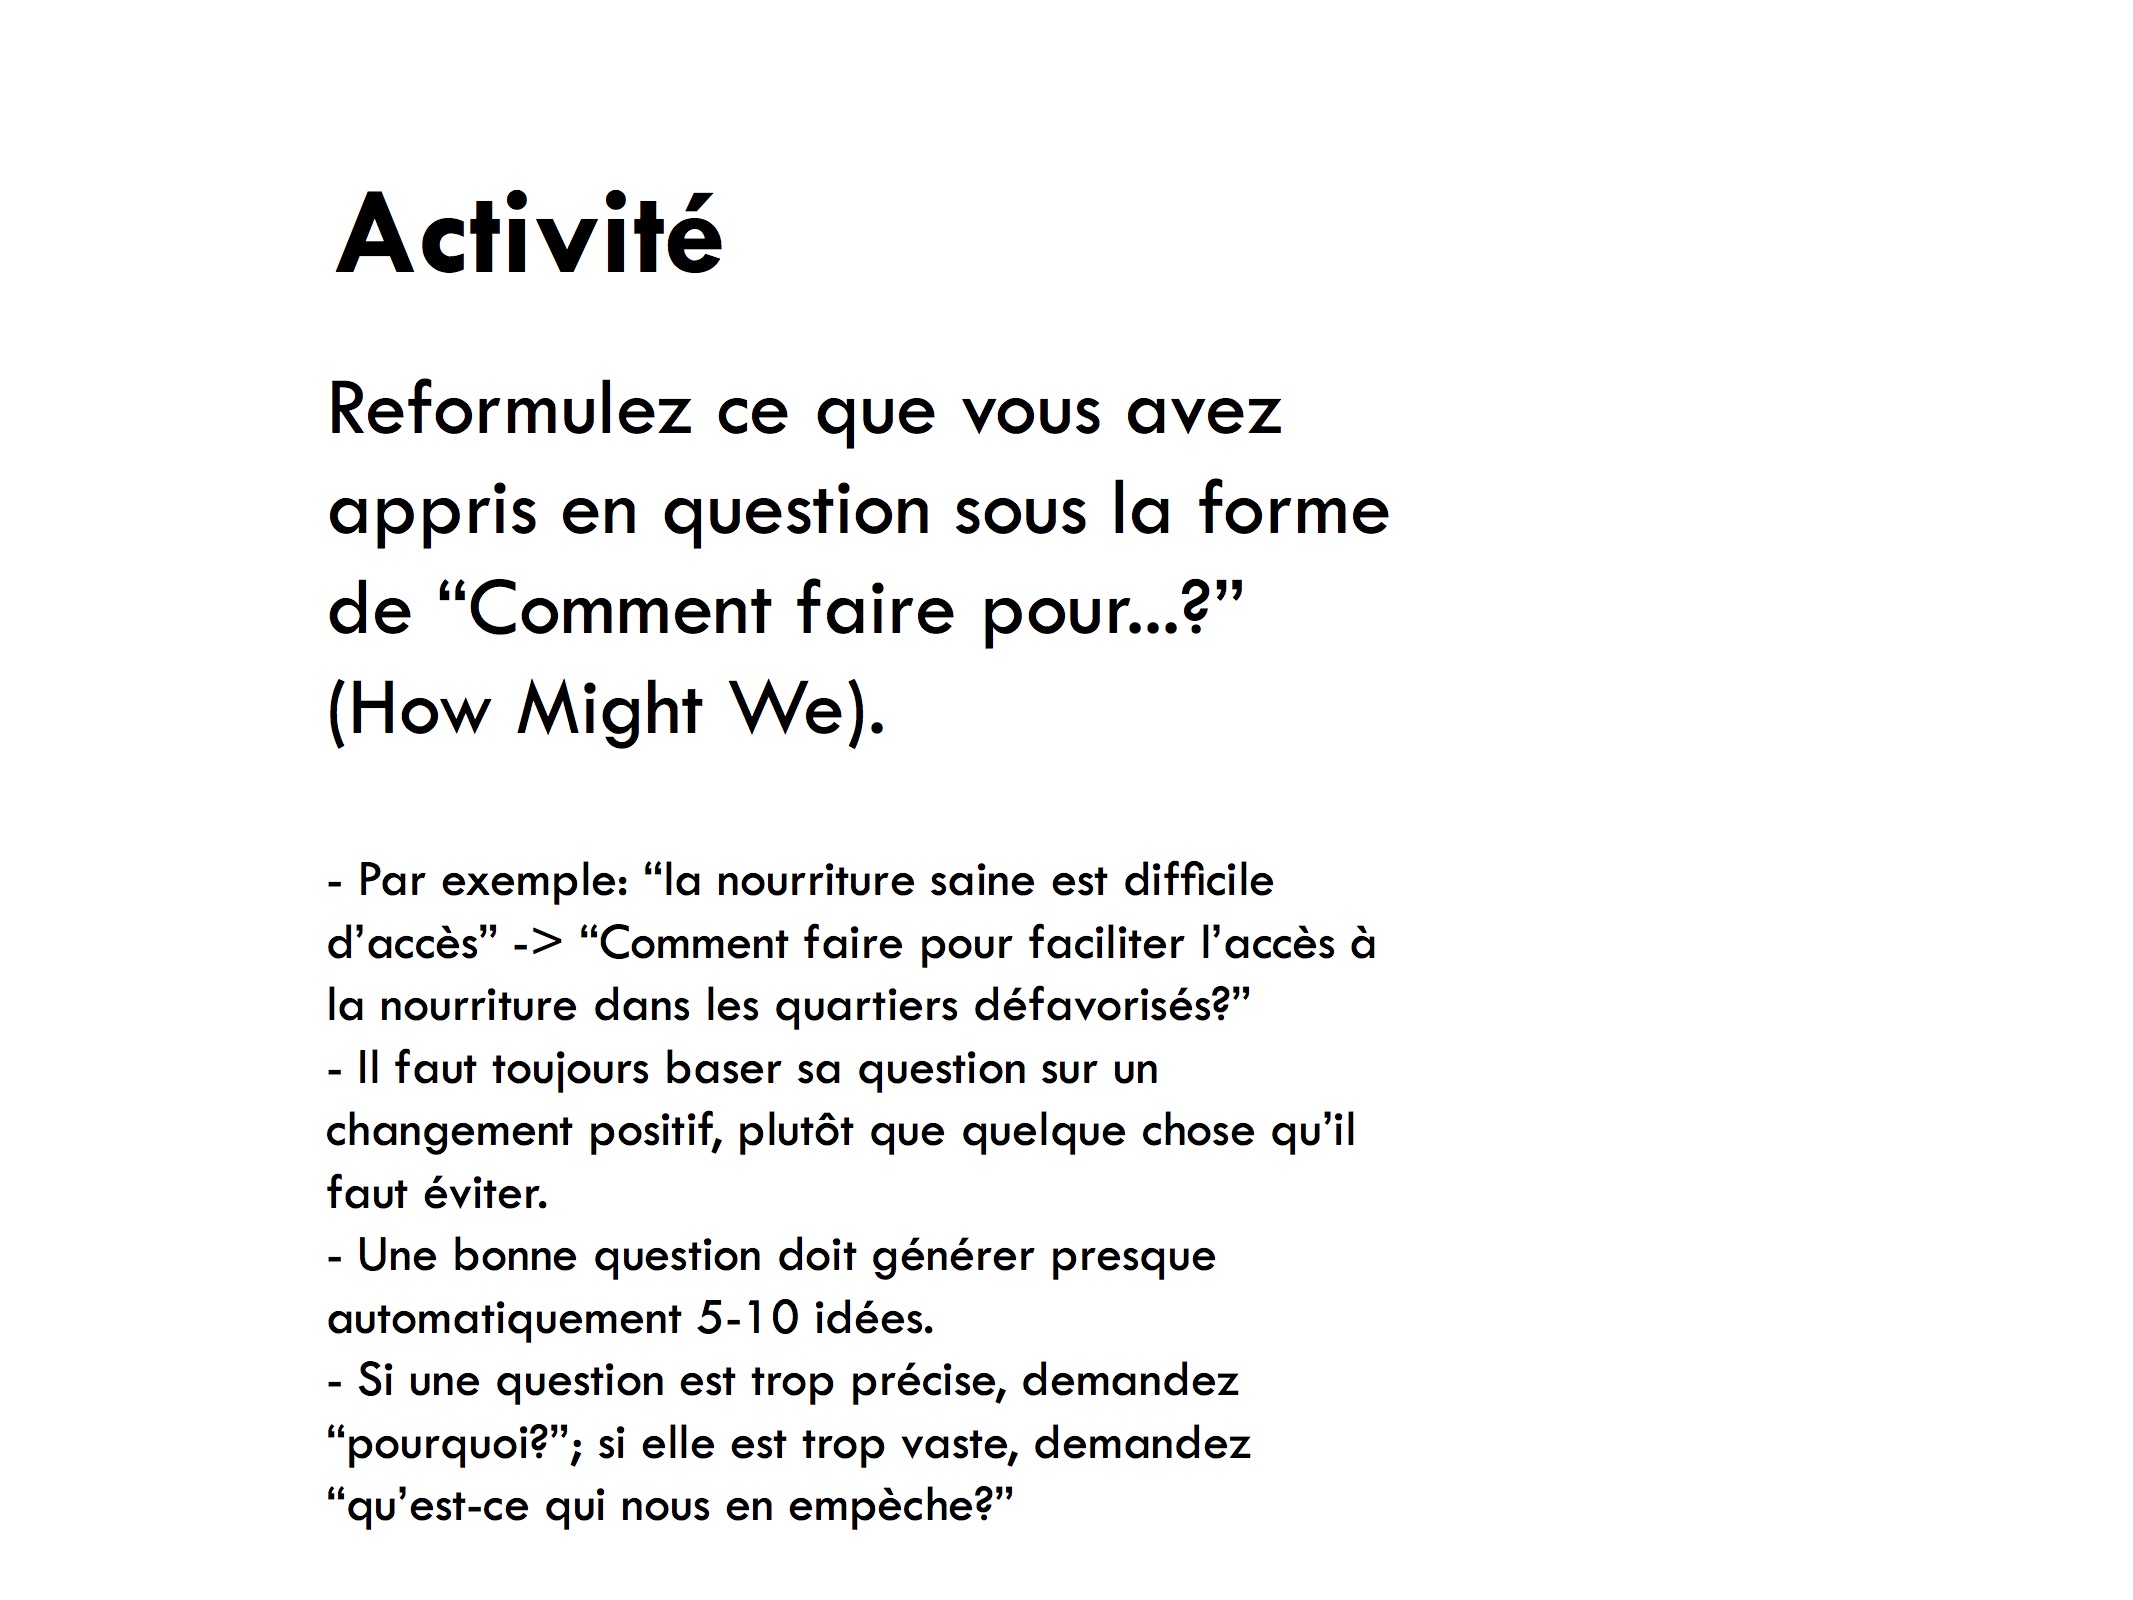 Activité
Reformulez ce que vous avez
appris en question sous la forme
de “Comment faire pour...?”
(How Might We).
- Par exemple: “la nourriture saine est difficile
d’accès” -> “Comment faire pour faciliter l’accès à
la nourriture dans les quartiers défavorisés?”
- Il faut toujours baser sa question sur un
changement positif, plutôt que quelque chose qu’il
faut éviter.
- Une bonne question doit générer presque
automatiquement 5-10 idées.
- Si une question est trop précise, demandez
“pourquoi?”; si elle est trop vaste, demandez
“qu’est-ce qui nous en empèche?”